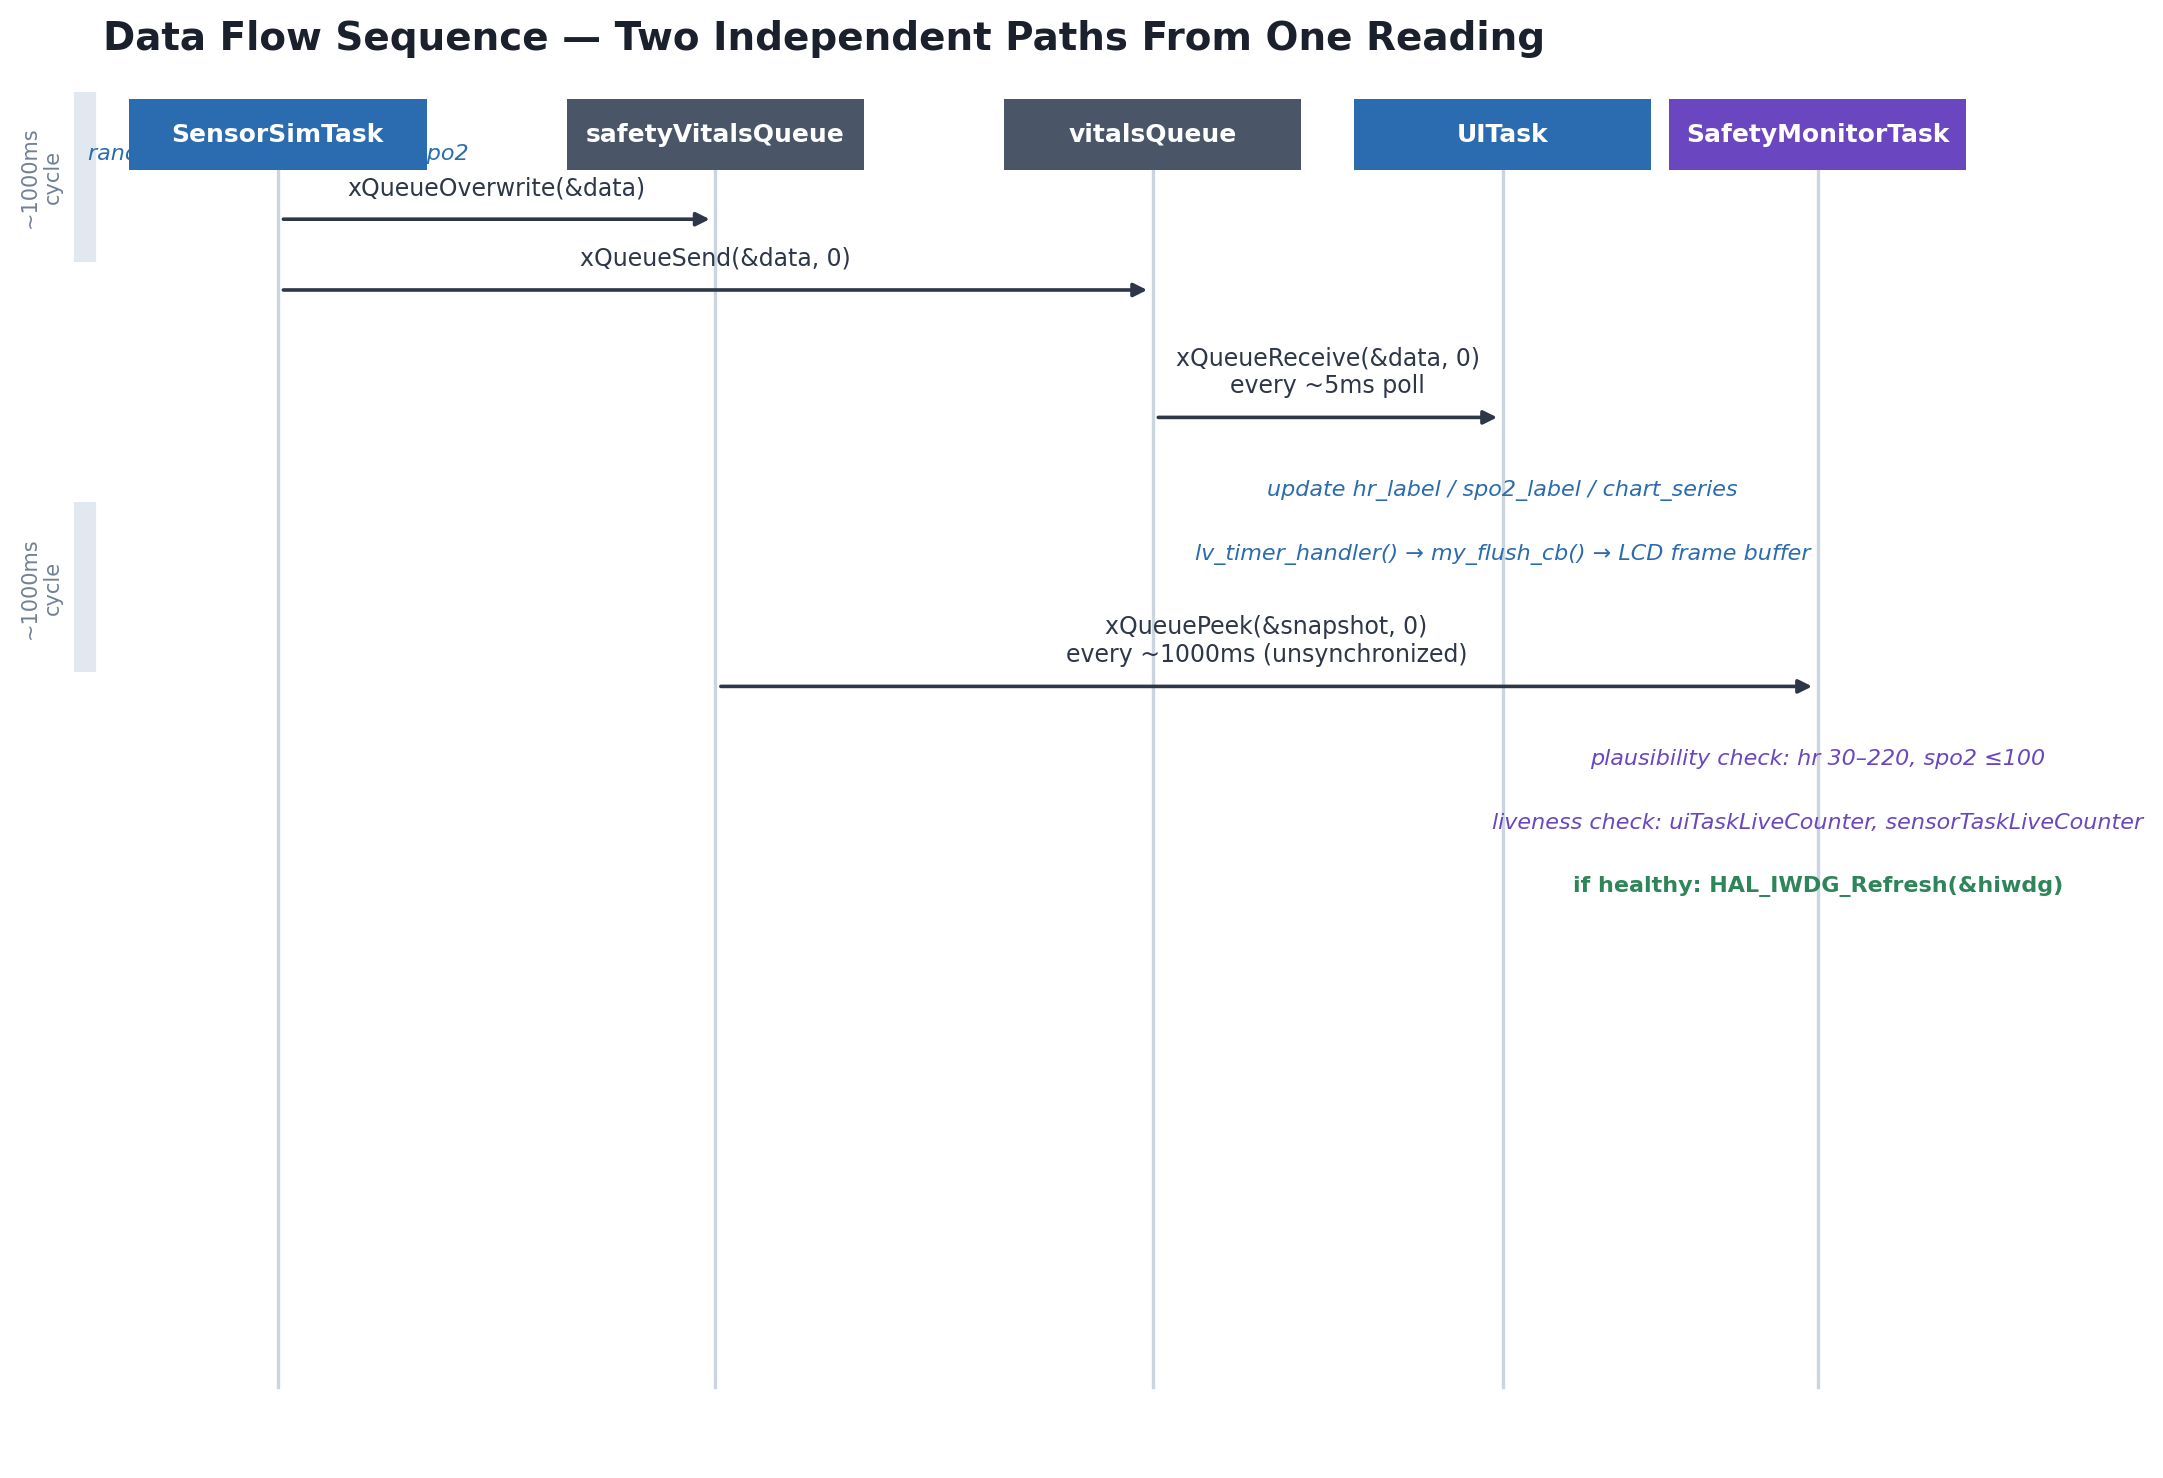 Data Flow Sequence — Two Independent Paths From One Reading
~1000ms
cycle
SensorSimTask
safetyVitalsQueue
vitalsQueue
UITask
SafetyMonitorTask
xQueueOverwrite(&data)
xQueueSend(&data, 0)
xQueueReceive(&data, 0)
every ~5ms poll
update hr_label / spo2_label / chart_series
~1000ms
cycle
lv_timer_handler() → my_flush_cb() → LCD frame buffer
xQueuePeek(&snapshot, 0)
every ~1000ms (unsynchronized)
plausibility check: hr 30–220, spo2 ≤100
liveness check: uiTaskLiveCounter, sensorTaskLiveCounter
if healthy: HAL_IWDG_Refresh(&hiwdg)